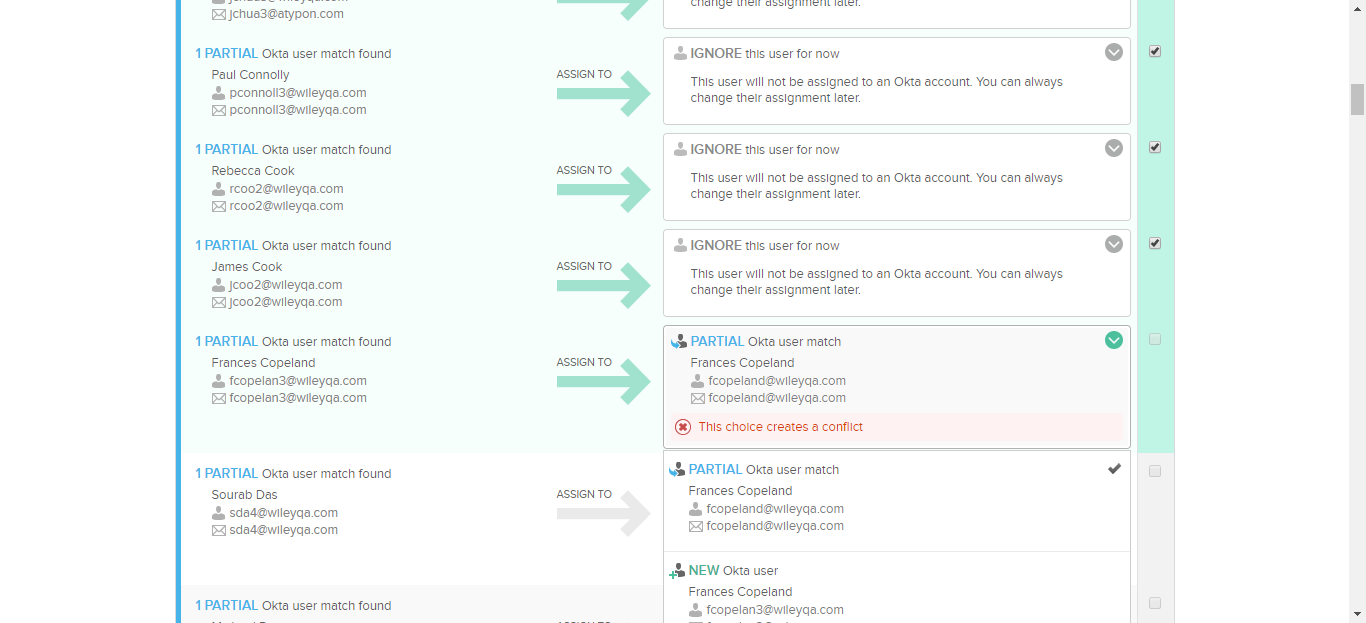 jchua3@atypon.com
change their assignment later.
1 PARTIAL Okta user match found
Paul Connolly
pconnoll3@wileyqa.com
pconnoll3@wileyqa.com
ASSIGN TO
IGNORE this user for now
This user will not be assigned to an Okta account. You can always
change their assignment later.
1 PARTIAL Okta user match found
Rebecca Cook
rcoo2@wileyqa.com
rcoo2@wileyqa.com
ASSIGN TO
IGNORE this user for now
This user will not be assigned to an Okta account. You can always
change their assignment later.
1 PARTIAL Okta user match found
James Cook
jcoo2@wileyqa.com
jcoo2@wileyqa.com
ASSIGN TO
IGNORE this user for now
This user will not be assigned to an Okta account. You can always
change their assignment later.
1 PARTIAL Okta user match found
Frances Copeland
fcopelan3@wileyqa.com
fcopelan3@wileyqa.com
ASSIGN TO
PARTIAL Okta user match
Frances Copeland
fcopeland@wileyqa.com
fcopeland@wileyqa.com
This choice creates a conflict
1 PARTIAL Okta user match found
Sourab Das
sda4@wileyqa.com
sda4@wileyqa.com
ASSIGN TO
PARTIAL Okta user match
Frances Copeland
fcopeland@wileyqa.com
fcopeland@wileyqa.com
NEW Okta user
Frances Copeland
fcopelan3@wileyqa.com
1 PARTIAL Okta user match found